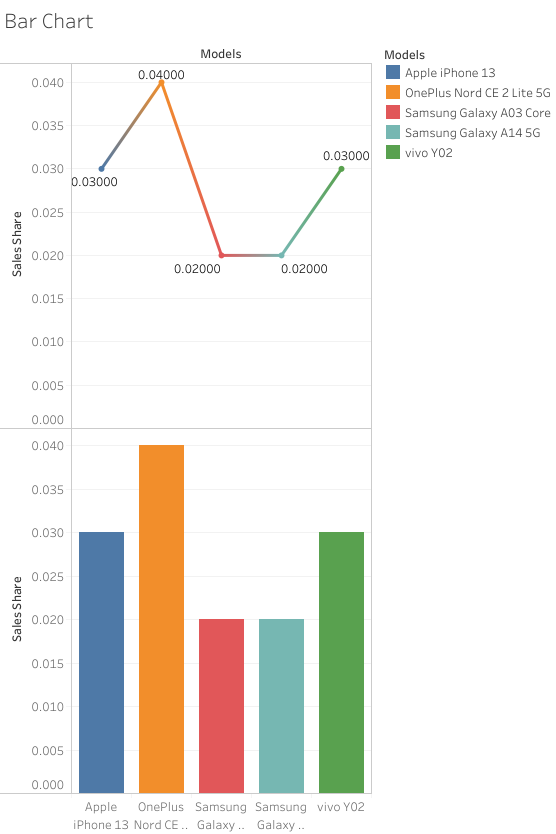 Bar Chart
Models
Sales Share
0.040
0.035
0.030
0.025
0.020
0.015
0.010
0.005
0.000
0.03000
0.04000
0.02000
0.02000
0.03000
Sales Share
0.040
0.035
0.030
0.025
0.020
0.015
0.010
0.005
0.000
Apple
iPhone 13
OnePlus
Nord CE ..
Samsung
Galaxy ..
Samsung
Galaxy ..
vivo Y02
Models
Apple iPhone 13
OnePlus Nord CE 2 Lite 5G
Samsung Galaxy A03 Core
Samsung Galaxy A14 5G
vivo Y02